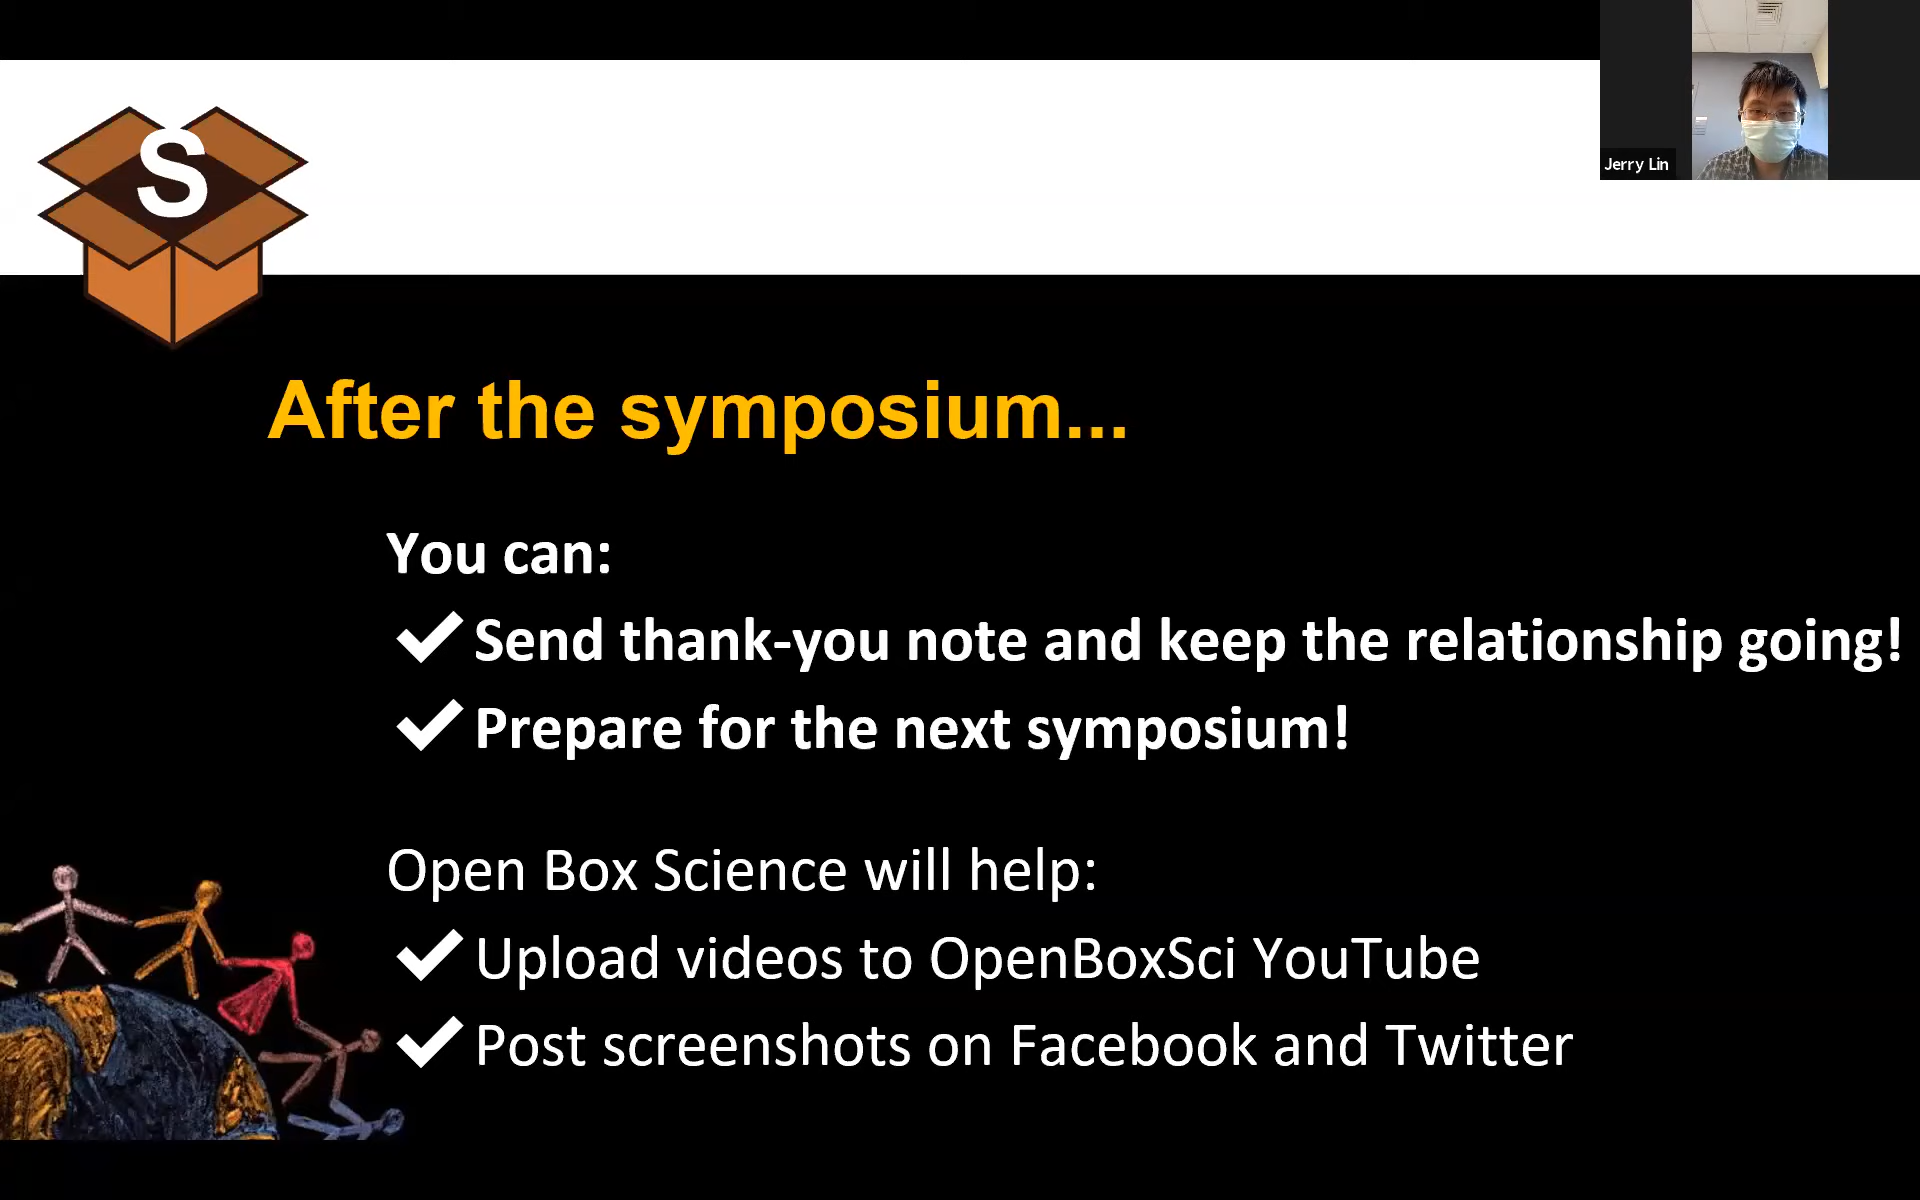 Jerry Lin
S
After the symposium...
You can:
✔ Send thank-you note and keep the relationship going!
✔ Prepare for the next symposium!
Open Box Science will help:
✔ Upload videos to OpenBoxSci YouTube
✔ Post screenshots on Facebook and Twitter